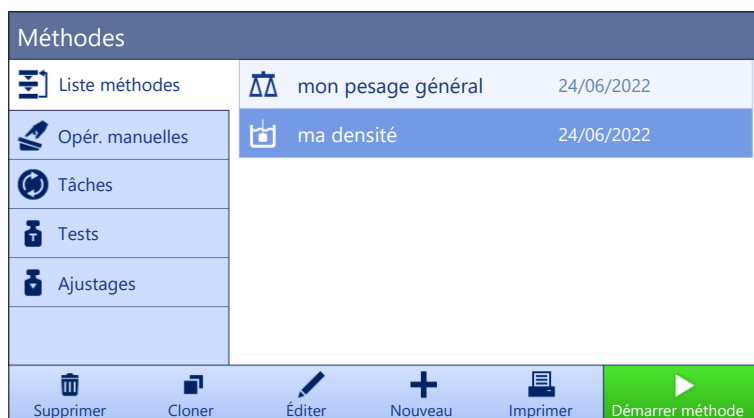 Méthodes
Liste méthodes
mon pesage général 24/06/2022
Opér. manuelles
ma densité 24/06/2022
Tâches
Tests
Ajustages
Supprimer Cloner Éditer Nouveau Imprimer Démarrer méthode